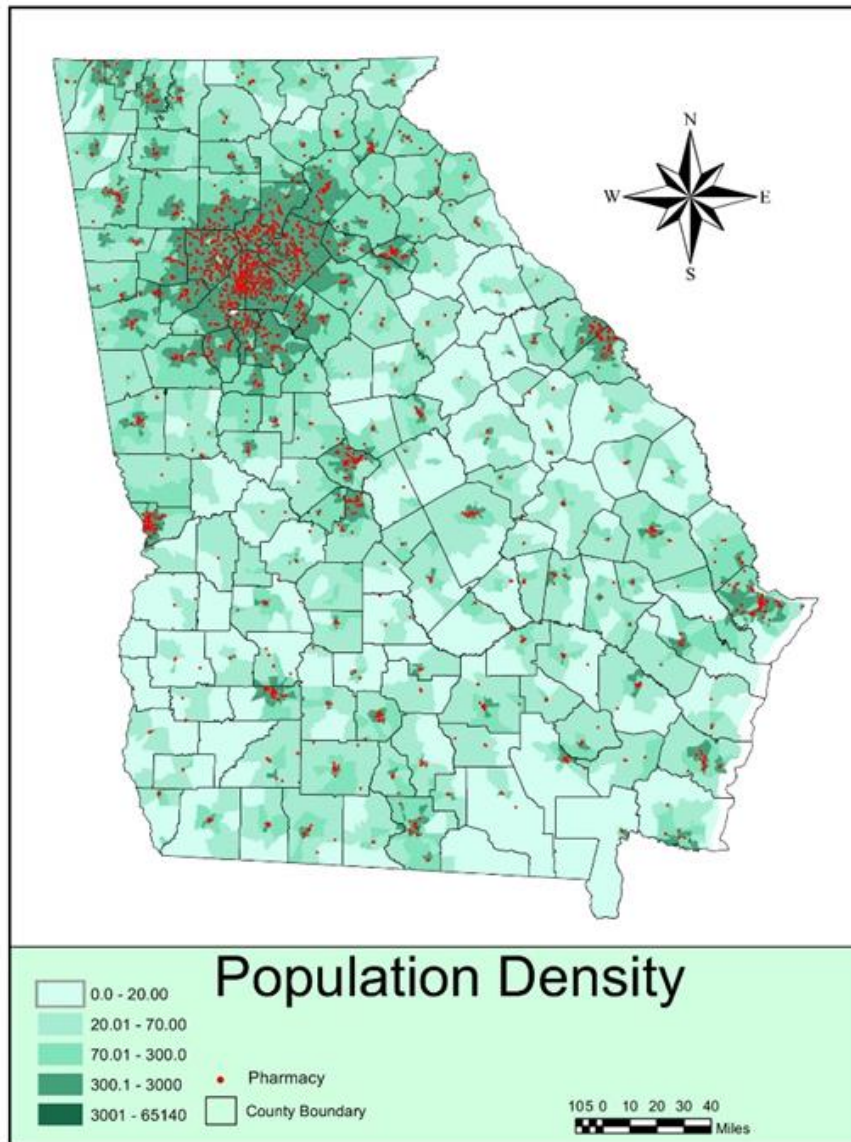 N
W E
S
Population Density
0.0 - 20.00
20.01 - 70.00
70.01 - 300.0
300.1 - 3000
3001 - 65140
Pharmacy
County Boundary
105 0 10 20 30 40
Miles